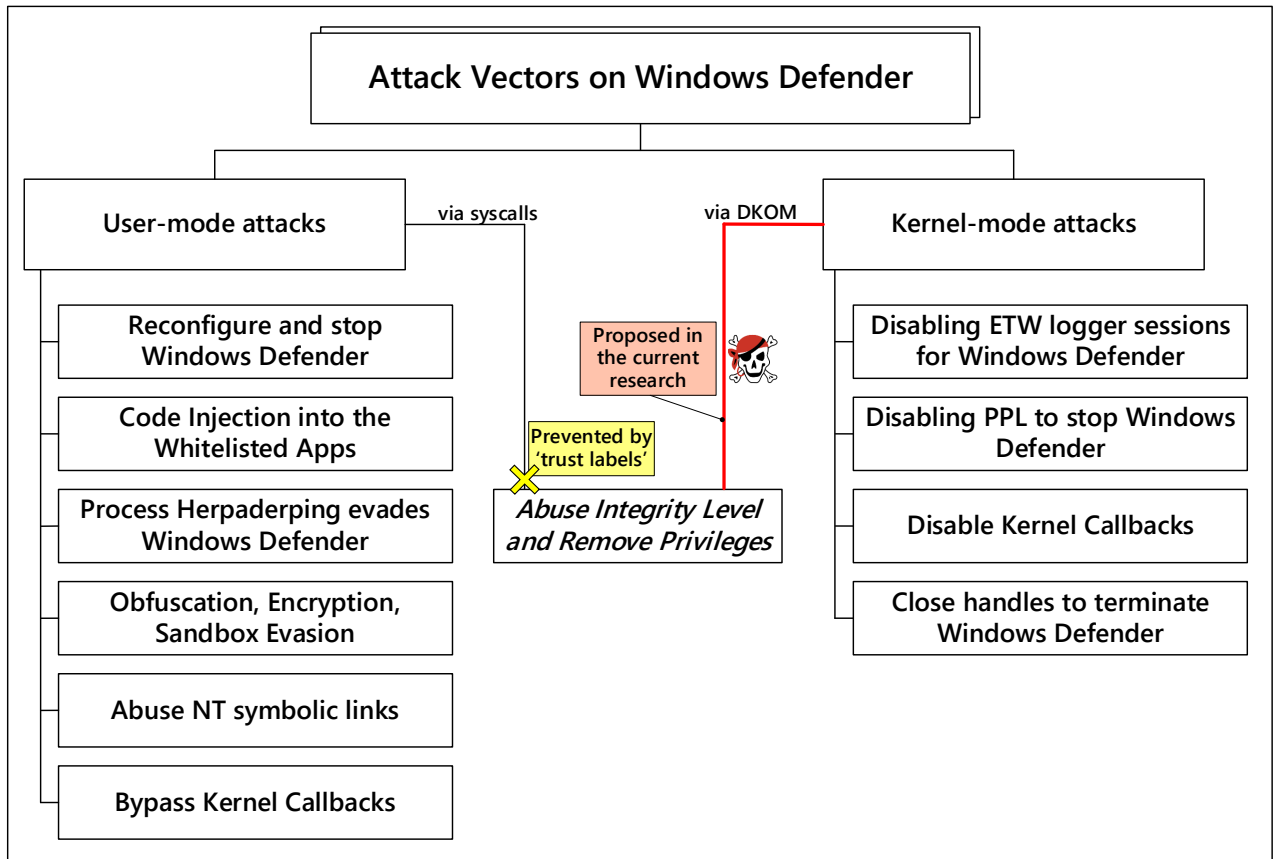 Attack Vectors on Windows Defender
User-mode attacks
via syscalls
via DKOM
Kernel-mode attacks
Reconfigure and stop
Windows Defender
Code Injection into the
Whitelisted Apps
Process Herpaderping evades
Windows Defender
Obfuscation, Encryption,
Sandbox Evasion
Abuse NT symbolic links
Bypass Kernel Callbacks
Prevented by
‘trust labels’
Proposed in
the current
research
Abuse Integrity Level
and Remove Privileges
Disabling ETW logger sessions
for Windows Defender
Disabling PPL to stop Windows
Defender
Disable Kernel Callbacks
Close handles to terminate
Windows Defender